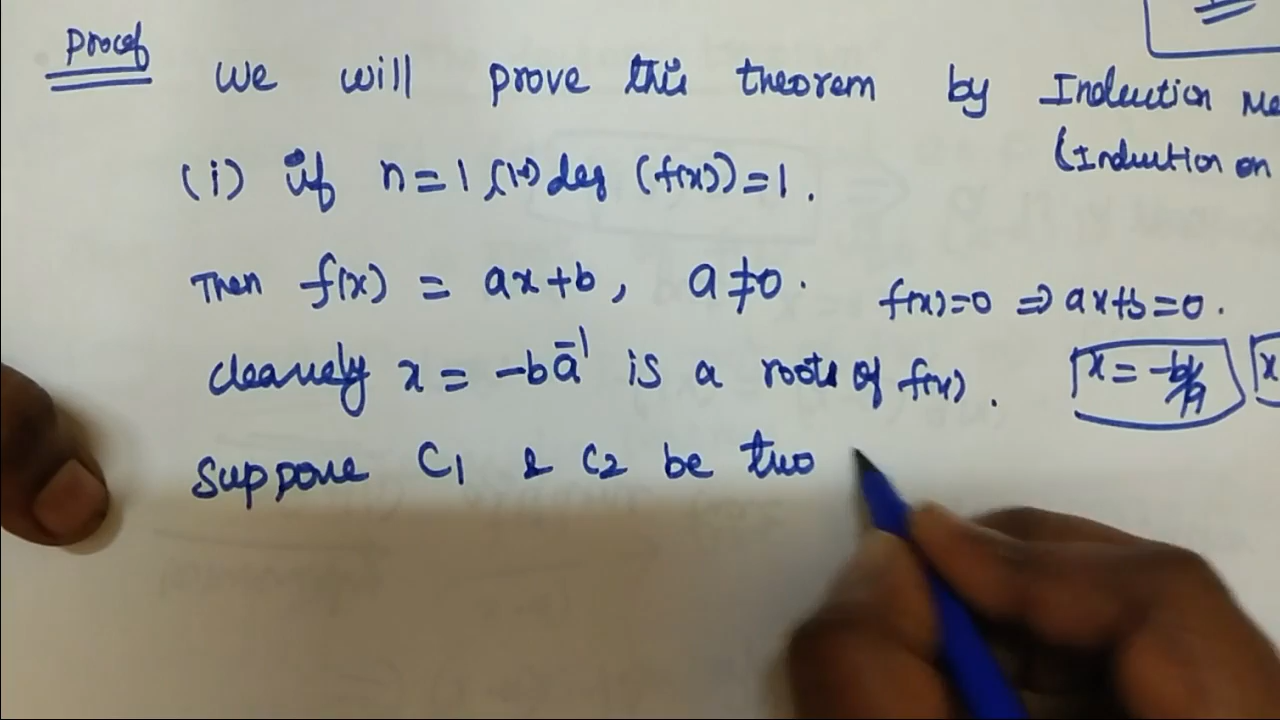 Proof
We will prove this theorem by Induction Me
(Induction on
(i) if n=1, (i.e) deg (f(x))=1.
Then f(x) = ax+b, a≠0. f(x)=0 ⇒ ax+b=0.
clearely x = -ba⁻¹ is a roots of f(x). x = -b/a x
Suppose C1 & C2 be two